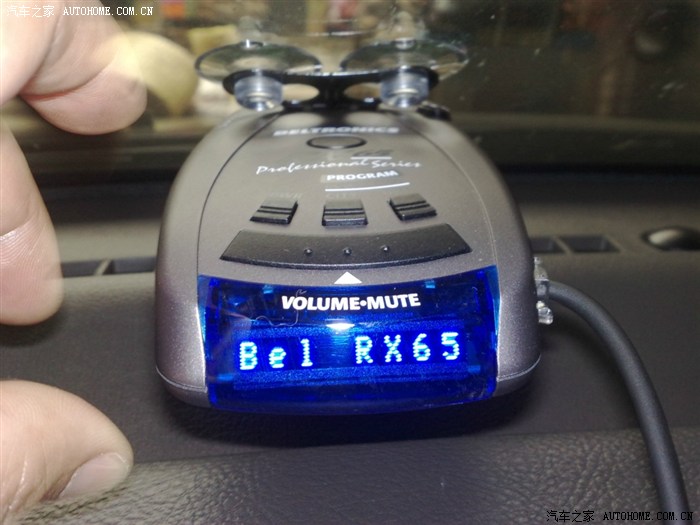 汽车之家 AUTOHOME.COM.CN
BELTRONICS
Professional Series
PROGRAM
VOLUME•MUTE
Bel RX65
汽车之家 AUTOHOME.COM.CN